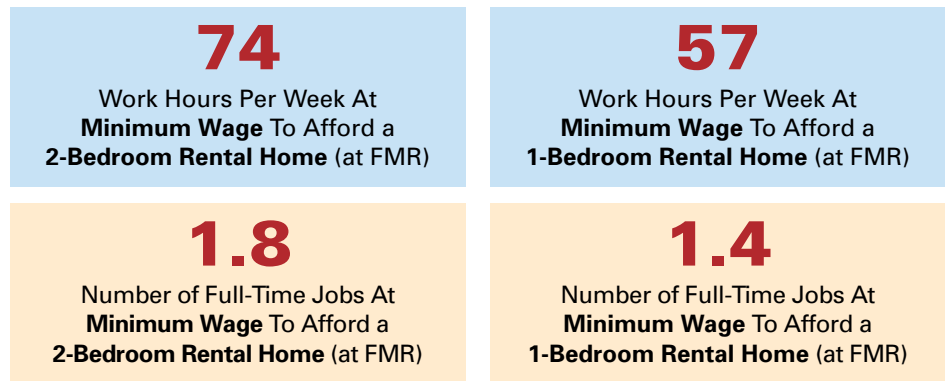 74
Work Hours Per Week At
Minimum Wage To Afford a
2-Bedroom Rental Home (at FMR)
57
Work Hours Per Week At
Minimum Wage To Afford a
1-Bedroom Rental Home (at FMR)
1.8
Number of Full-Time Jobs At
Minimum Wage To Afford a
2-Bedroom Rental Home (at FMR)
1.4
Number of Full-Time Jobs At
Minimum Wage To Afford a
1-Bedroom Rental Home (at FMR)